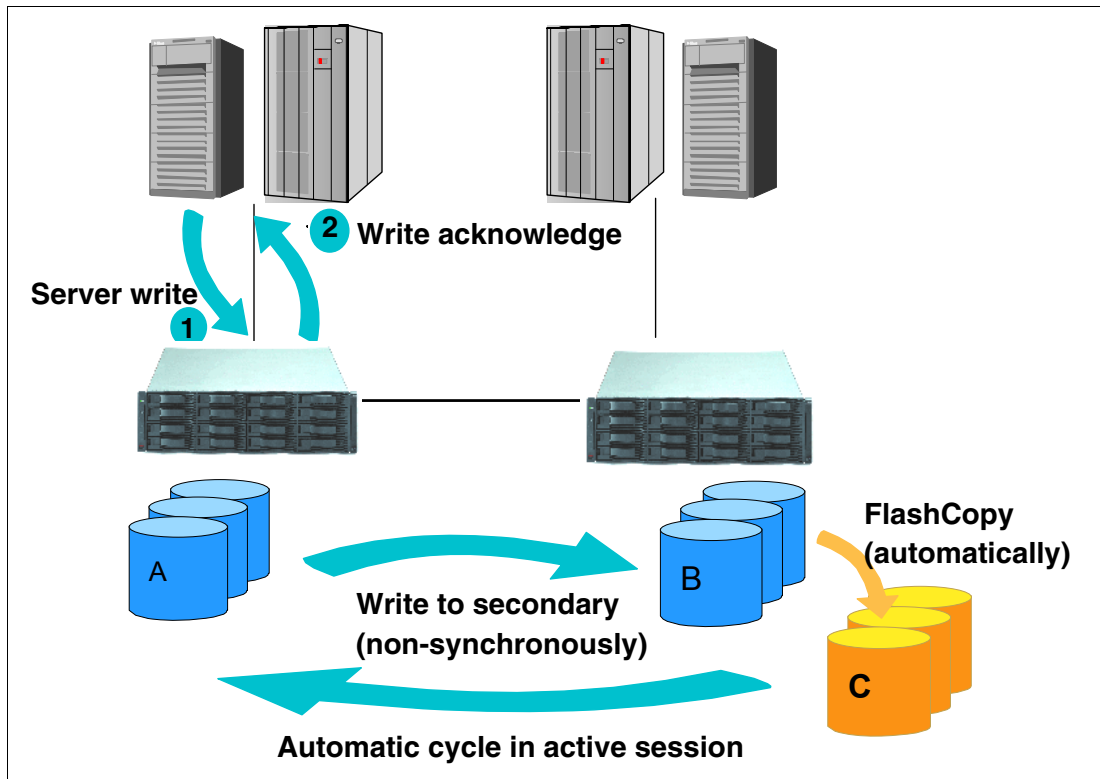 2 Write acknowledge
Server write
1
A
B
FlashCopy
(automatically)
Write to secondary
(non-synchronously)
C
Automatic cycle in active session